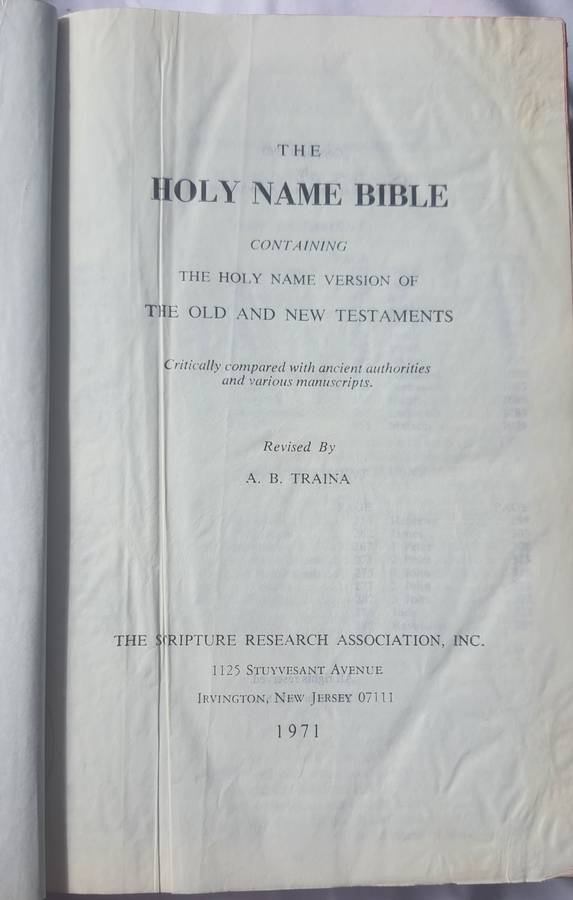 THE
HOLY NAME BIBLE
CONTAINING
THE HOLY NAME VERSION OF
THE OLD AND NEW TESTAMENTS
Critically compared with ancient authorities
and various manuscripts.
Revised By
A. B. TRAINA
THE SCRIPTURE RESEARCH ASSOCIATION, INC.
1125 STUYVESANT AVENUE
IRVINGTON, NEW JERSEY 07111
1971